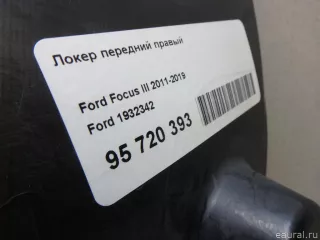 Локер передний правый
Ford Focus III 2011-2019
Ford 1932342
95 720 393
eaural.ru